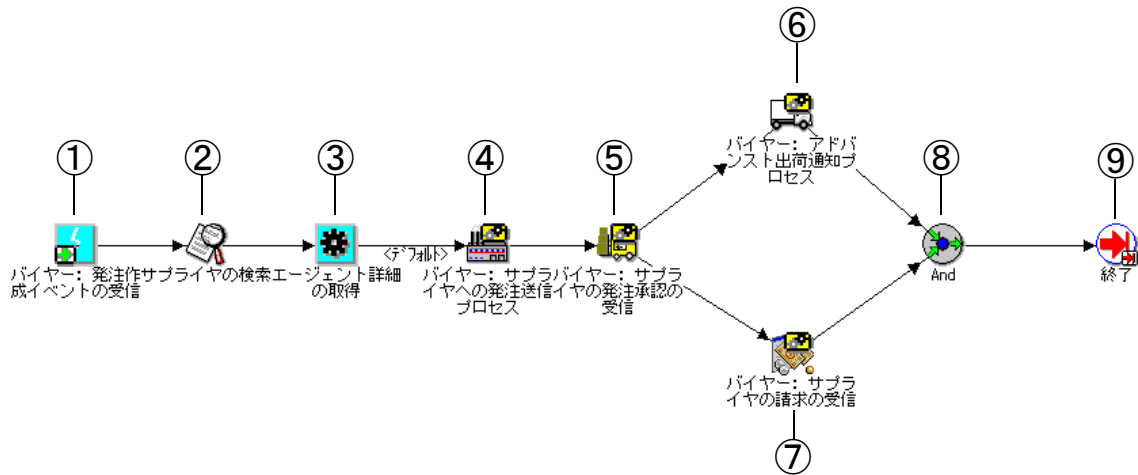 ⑥
① ② ③ ④ ⑤ ⑧ ⑨
バイヤー: アドバ
ンスト出荷通知プ
ロセス
<デフォルト>
バイヤー: 発注作
成イベントの受信
サプライヤの検索
エージェント詳細
の取得
バイヤー: サプラ
イヤへの発注送信
プロセス
バイヤー: サプラ
イヤの発注承認の
受信
And
終了
バイヤー: サプラ
イヤの請求の受信
⑦